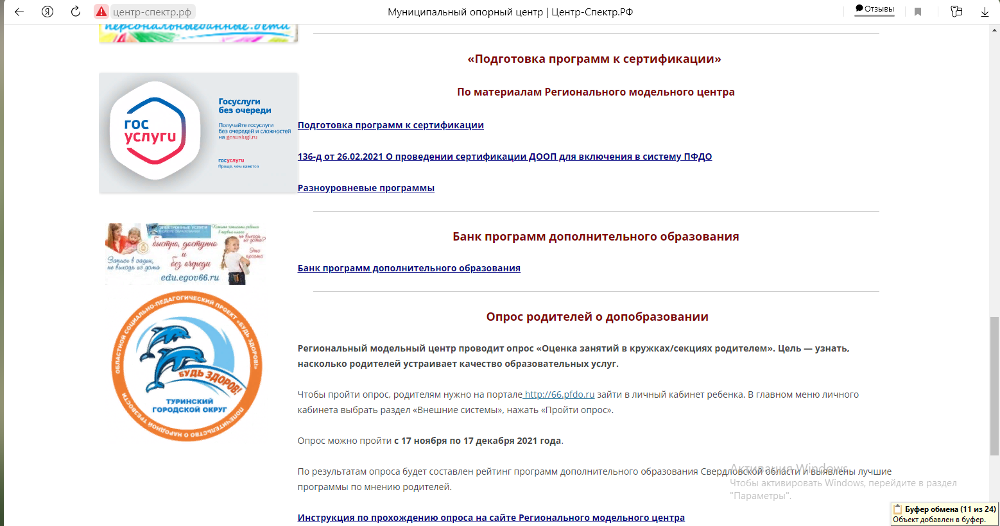 центр-спектр.рф
Муниципальный опорный центр | Центр-Спектр.РФ
Отзывы
персональныеданные.дети
«Подготовка программ к сертификации»
По материалам Регионального модельного центра
гос
услуги
Госуслуги
без очереди
Получайте госуслуги
без очередей и сложностей
на gosuslugi.ru
госуслуги
Проще, чем кажется
Подготовка программ к сертификации
136-д от 26.02.2021 О проведении сертификации ДООП для включения в систему ПФДО
Разноуровневые программы
ЭЛЕКТРОННЫЕ УСЛУГИ
не выходя
из дома?
быстро, доступно
и
без очереди
Это
просто
Запись в садик,
не выходя из дома
edu.egov66.ru
Банк программ дополнительного образования
Банк программ дополнительного образования
ОБЛАСТНОЙ СОЦИАЛЬНО-ПЕДАГОГИЧЕСКИЙ ПРОЕКТ «БУДЬ ЗДОРОВ!»
БУДЬ ЗДОРОВ!
ТУРИНСКИЙ
ГОРОДСКОЙ ОКРУГ
ПОПЕЧИТЕЛЬСТВО О НАРОДНОЙ ТРЕЗВОСТИ
Опрос родителей о допобразовании
Региональный модельный центр проводит опрос «Оценка занятий в кружках/секциях родителем». Цель — узнать,
насколько родителей устраивает качество образовательных услуг.
Чтобы пройти опрос, родителям нужно на портале http://66.pfdo.ru зайти в личный кабинет ребенка. В главном меню личного
кабинета выбрать раздел «Внешние системы», нажать «Пройти опрос».
Опрос можно пройти с 17 ноября по 17 декабря 2021 года.
По результатам опроса будет составлен рейтинг программ дополнительного образования Свердловской области и выявлены лучшие
программы по мнению родителей.
Инструкция по прохождению опроса на сайте Регионального модельного центра
Активация Windows
Чтобы активировать Windows, перейдите в раздел
"Параметры".
Буфер обмена (11 из 24)
Объект добавлен в буфер.